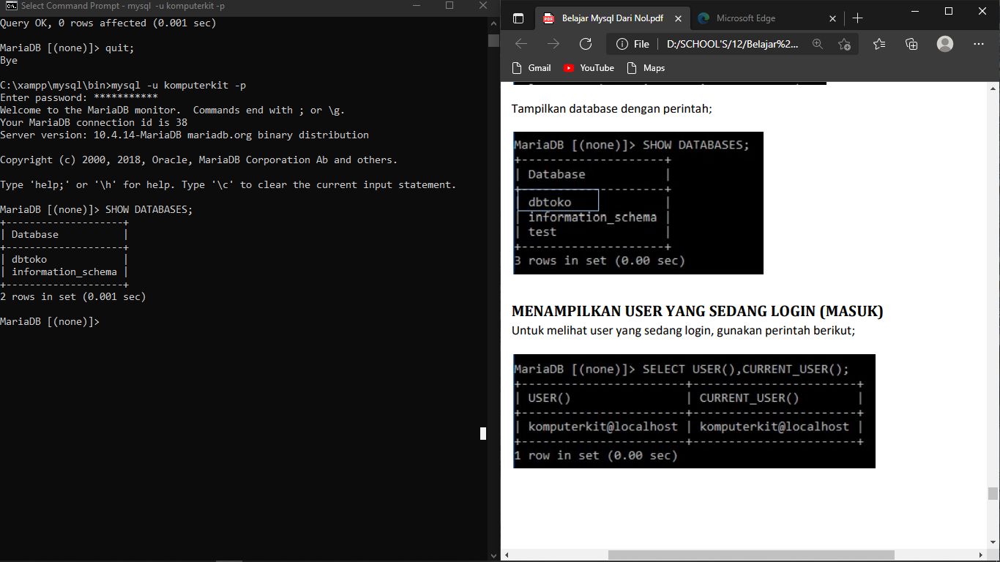 Select Command Prompt - mysql -u komputerkit -p
Query OK, 0 rows affected (0.001 sec)
MariaDB [(none)]> quit;
Bye
C:\xampp\mysql\bin>mysql -u komputerkit -p
Enter password: ***********
Welcome to the MariaDB monitor.  Commands end with ; or \g.
Your MariaDB connection id is 38
Server version: 10.4.14-MariaDB mariadb.org binary distribution
Copyright (c) 2000, 2018, Oracle, MariaDB Corporation Ab and others.
Type 'help;' or '\h' for help. Type '\c' to clear the current input statement.
MariaDB [(none)]> SHOW DATABASES;
+--------------------+
| Database           |
+--------------------+
| dbtoko             |
| information_schema |
+--------------------+
2 rows in set (0.001 sec)
MariaDB [(none)]>
Belajar Mysql Dari Nol.pdf
Microsoft Edge
File
D:/SCHOOL'S/12/Belajar%2...
Gmail
YouTube
Maps
Tampilkan database dengan perintah;
MariaDB [(none)]> SHOW DATABASES;
+--------------------+
| Database           |
+--------------------+
| dbtoko             |
| information_schema |
| test               |
+--------------------+
3 rows in set (0.00 sec)
MENAMPILKAN USER YANG SEDANG LOGIN (MASUK)
Untuk melihat user yang sedang login, gunakan perintah berikut;
MariaDB [(none)]> SELECT USER(),CURRENT_USER();
+-----------------------+-----------------------+
| USER()                | CURRENT_USER()        |
+-----------------------+-----------------------+
| komputerkit@localhost | komputerkit@localhost |
+-----------------------+-----------------------+
1 row in set (0.00 sec)